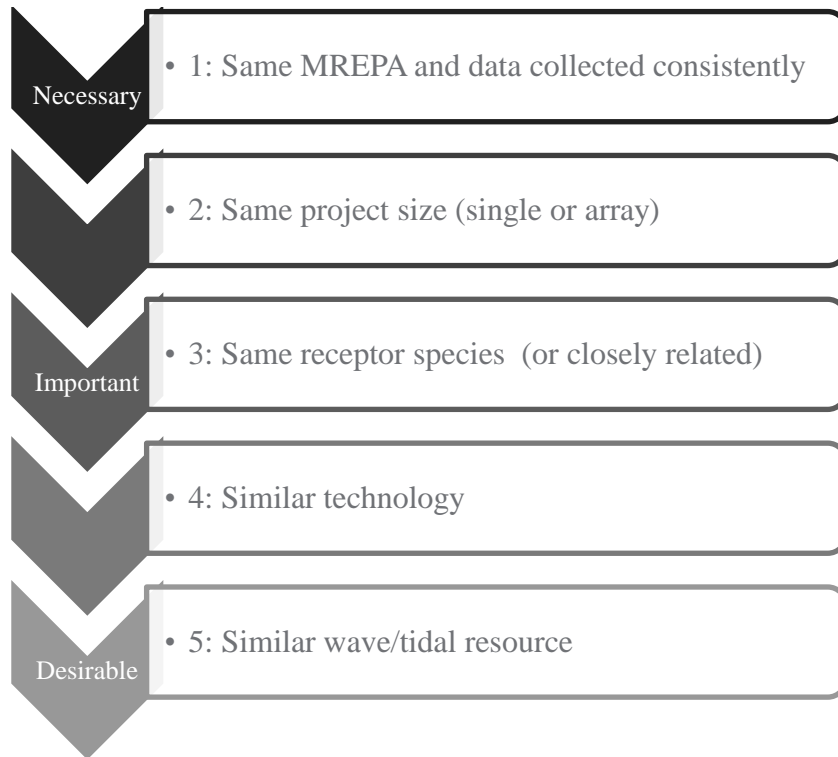 Necessary
• 1: Same MREPA and data collected consistently
• 2: Same project size (single or array)
Important
• 3: Same receptor species (or closely related)
• 4: Similar technology
Desirable
• 5: Similar wave/tidal resource